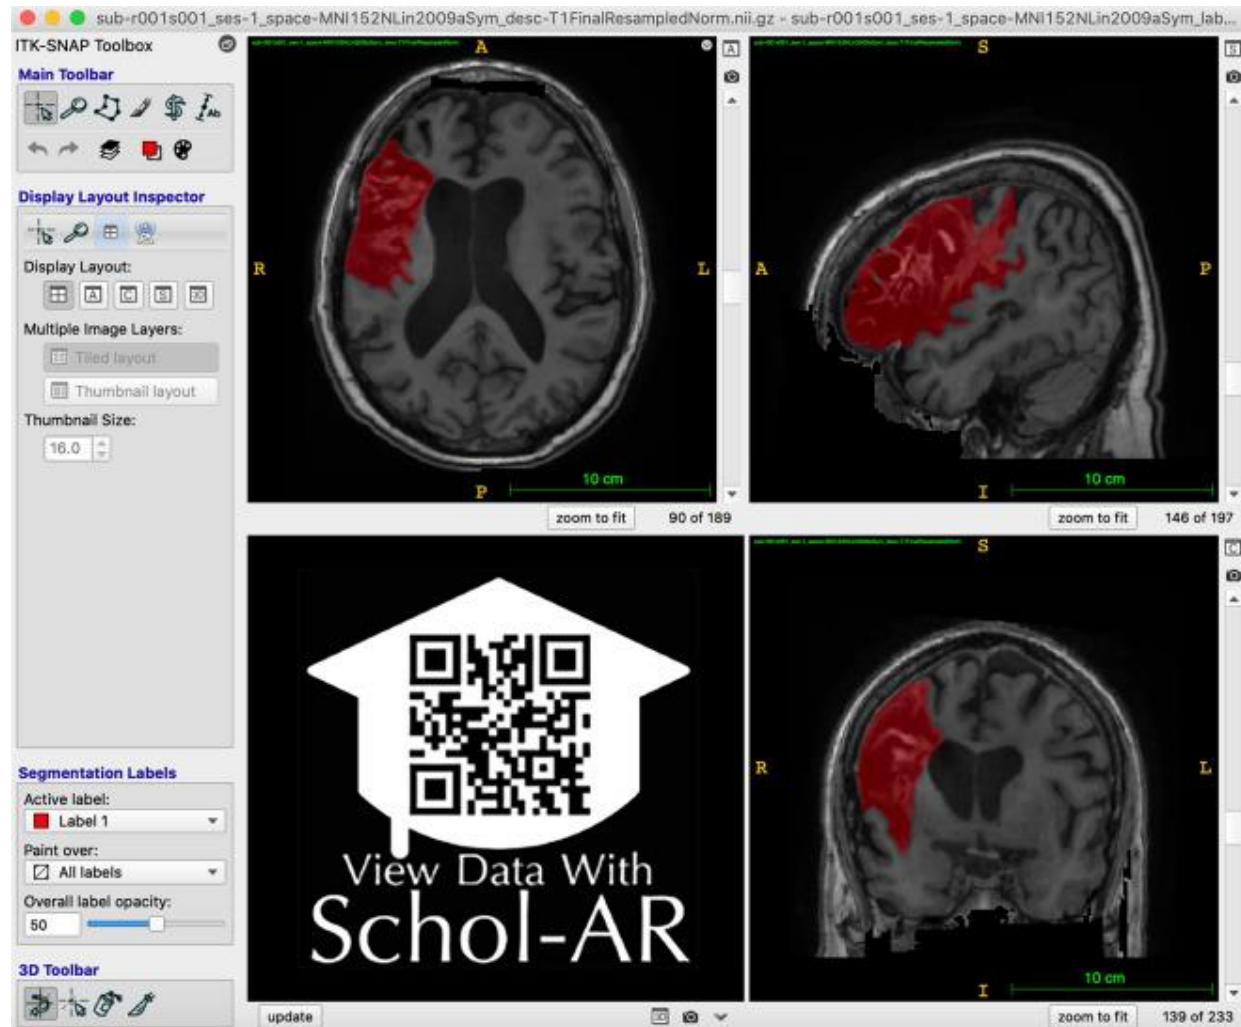 sub-r001s001_ses-1_space-MNI152NLin2009aSym_desc-T1FinalResampledNorm.nii.gz - sub-r001s001_ses-1_space-MNI152NLin2009aSym_lab...
ITK-SNAP Toolbox
Main Toolbar
Ab
Display Layout Inspector
Display Layout:
A C S 3D
Multiple Image Layers:
Tiled layout
Thumbnail layout
Thumbnail Size:
16.0
Segmentation Labels
Active label:
Label 1
Paint over:
All labels
Overall label opacity:
50
3D Toolbar
A
A
R
L
10 cm
P
zoom to fit
90 of 189
S
S
A
P
10 cm
I
zoom to fit
146 of 197
View Data With
Schol-AR
update
3D
S
C
R
L
10 cm
I
zoom to fit
139 of 233